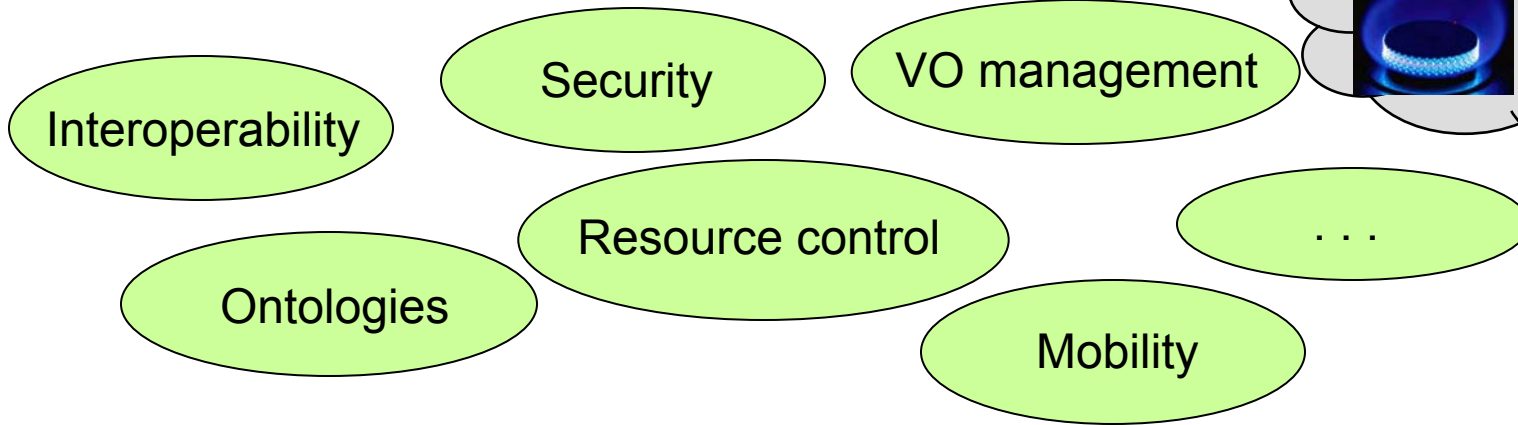 Security
VO management
Interoperability
Resource control
. . .
Ontologies
Mobility